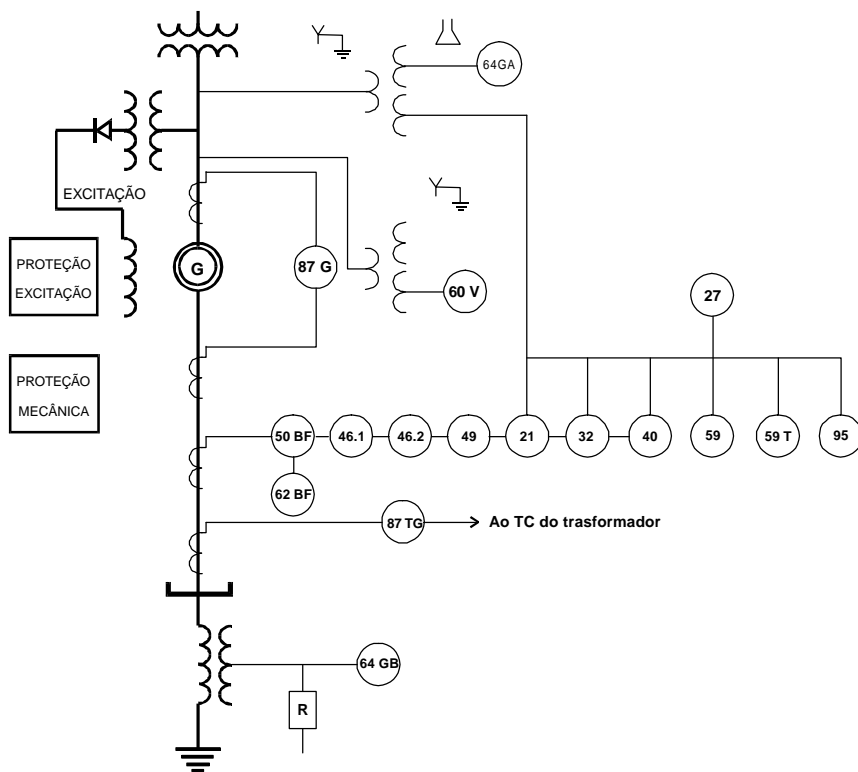 64GA
EXCITAÇÃO
PROTEÇÃO
EXCITAÇÃO
G
87 G
60 V
27
PROTEÇÃO
MECÂNICA
50 BF
46.1
46.2
49
21
32
40
59
59 T
95
62 BF
87 TG
Ao TC do trasformador
64 GB
R